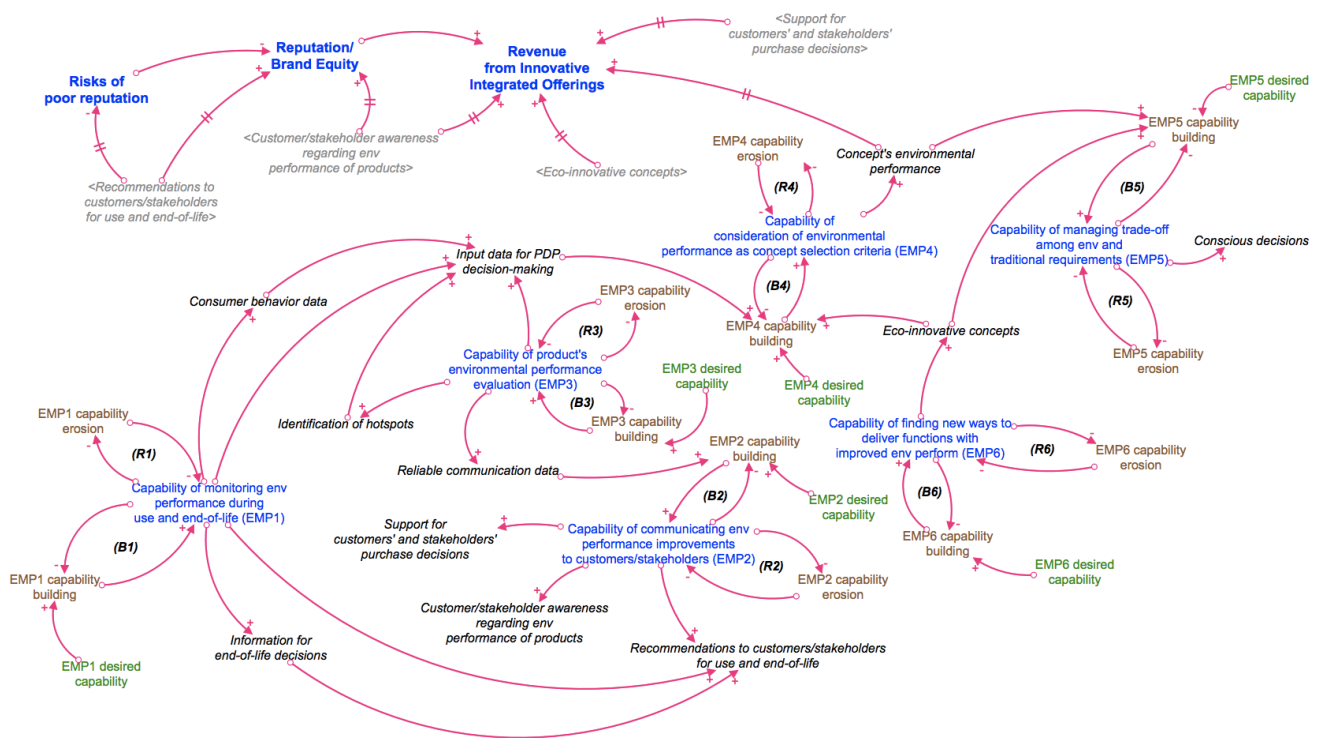 <Support for
customers' and stakeholders'
purchase decisions>
Reputation/
Brand Equity
Revenue
from Innovative
Integrated Offerings
Risks of
poor reputation
EMP5 desired
capability
EMP5 capability
building
<Customer/stakeholder awareness
regarding env
performance of products>
EMP4 capability
erosion
Concept's environmental
performance
<Eco-innovative concepts>
<Recommendations to
customers/stakeholders
for use and end-of-life>
(R4)
(B5)
Capability of
consideration of environmental
performance as concept selection criteria (EMP4)
Capability of managing trade-off
among env and
traditional requirements (EMP5)
Conscious decisions
Input data for PDP
decision-making
(B4)
(R5)
Consumer behavior data
EMP3 capability
erosion
(R3)
EMP4 capability
building
Eco-innovative concepts
EMP5 capability
erosion
Capability of product's
environmental performance
evaluation (EMP3)
EMP3 desired
capability
EMP4 desired
capability
(B3)
Identification of hotspots
EMP3 capability
building
EMP1 capability
erosion
(R1)
Capability of finding new ways to
deliver functions with
improved env perform (EMP6)
(R6)
EMP6 capability
erosion
EMP2 capability
building
Reliable communication data
Capability of monitoring env
performance during
use and end-of-life (EMP1)
(B2)
EMP2 desired
capability
(B6)
Support for
customers' and stakeholders'
purchase decisions
Capability of communicating env
performance improvements
to customers/stakeholders (EMP2)
EMP6 capability
building
(B1)
(R2)
EMP1 capability
building
EMP2 capability
erosion
EMP6 desired
capability
Customer/stakeholder awareness
regarding env
performance of products
Information for
end-of-life decisions
Recommendations to customers/stakeholders
for use and end-of-life
EMP1 desired
capability